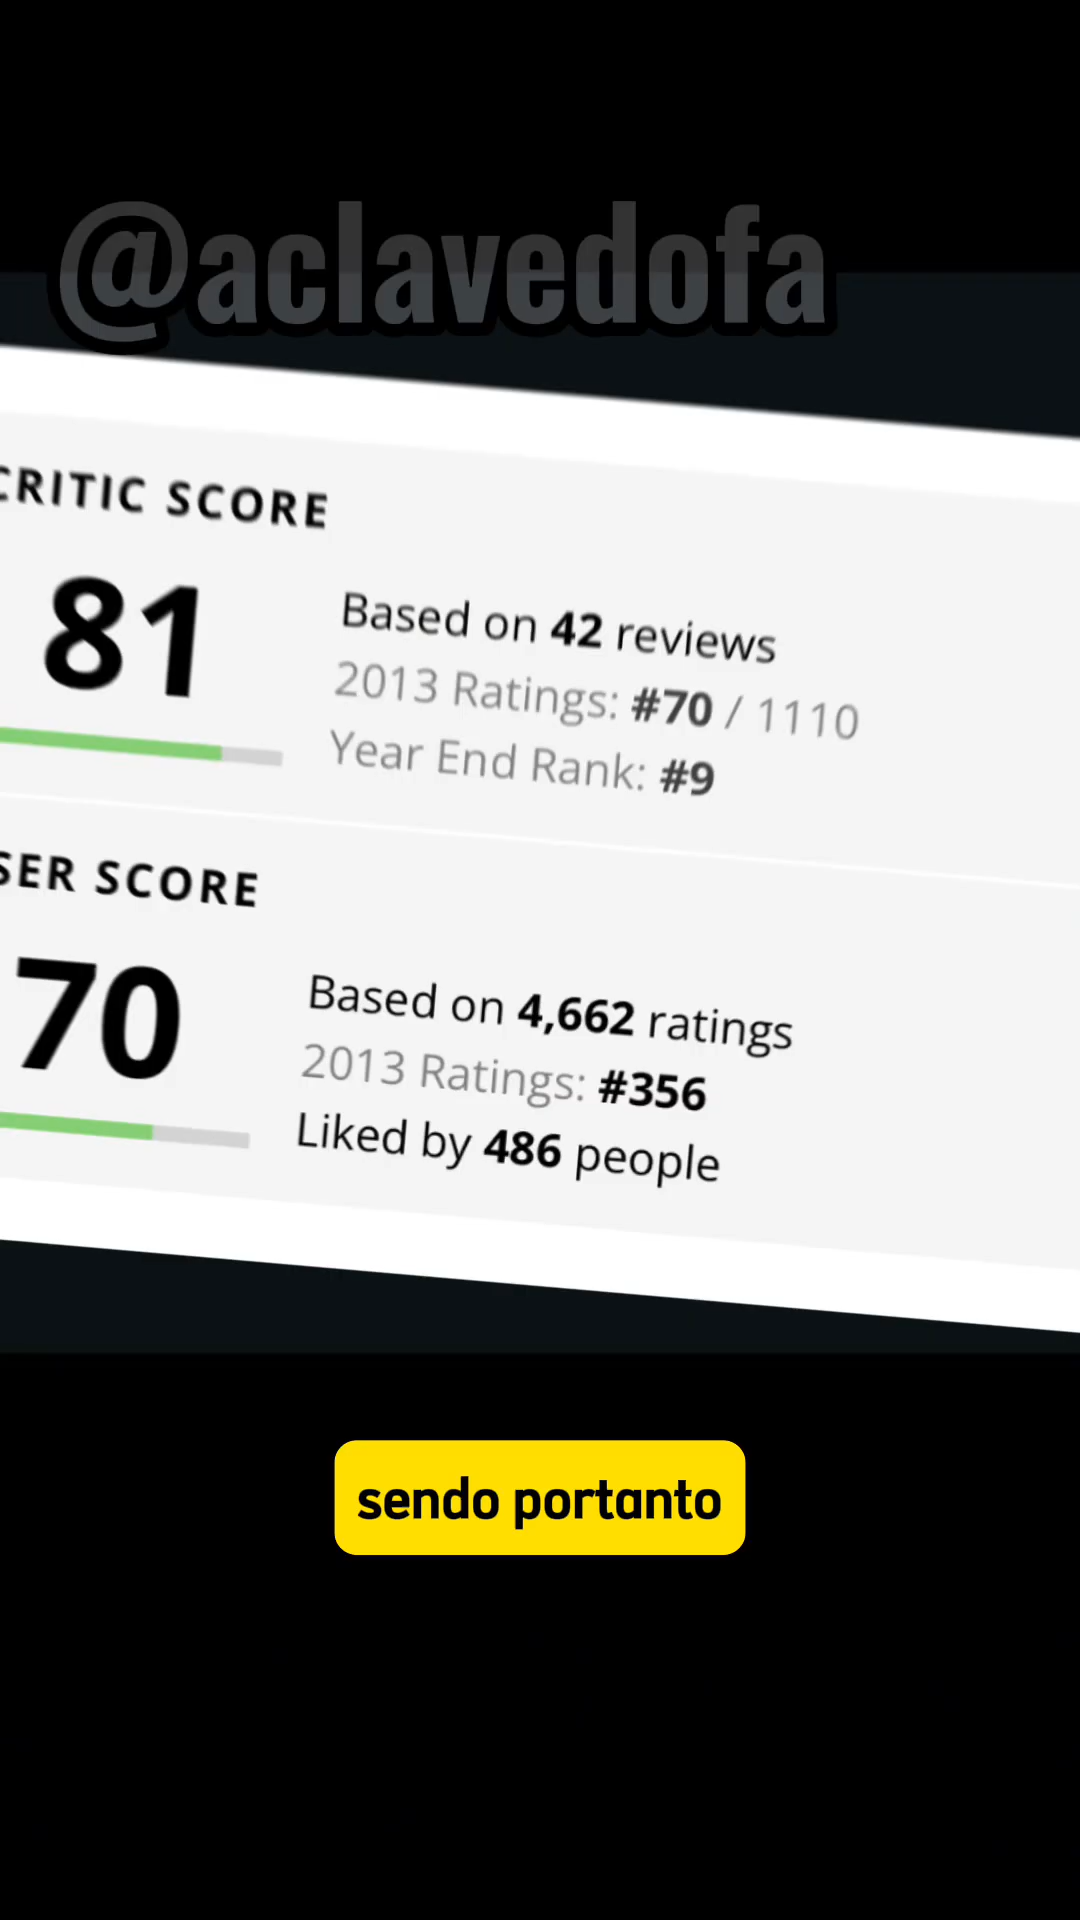 @aclavedofa
CRITIC SCORE
81
Based on 42 reviews
2013 Ratings: #70 / 1110
Year End Rank: #9
SER SCORE
70
Based on 4,662 ratings
2013 Ratings: #356
Liked by 486 people
sendo portanto